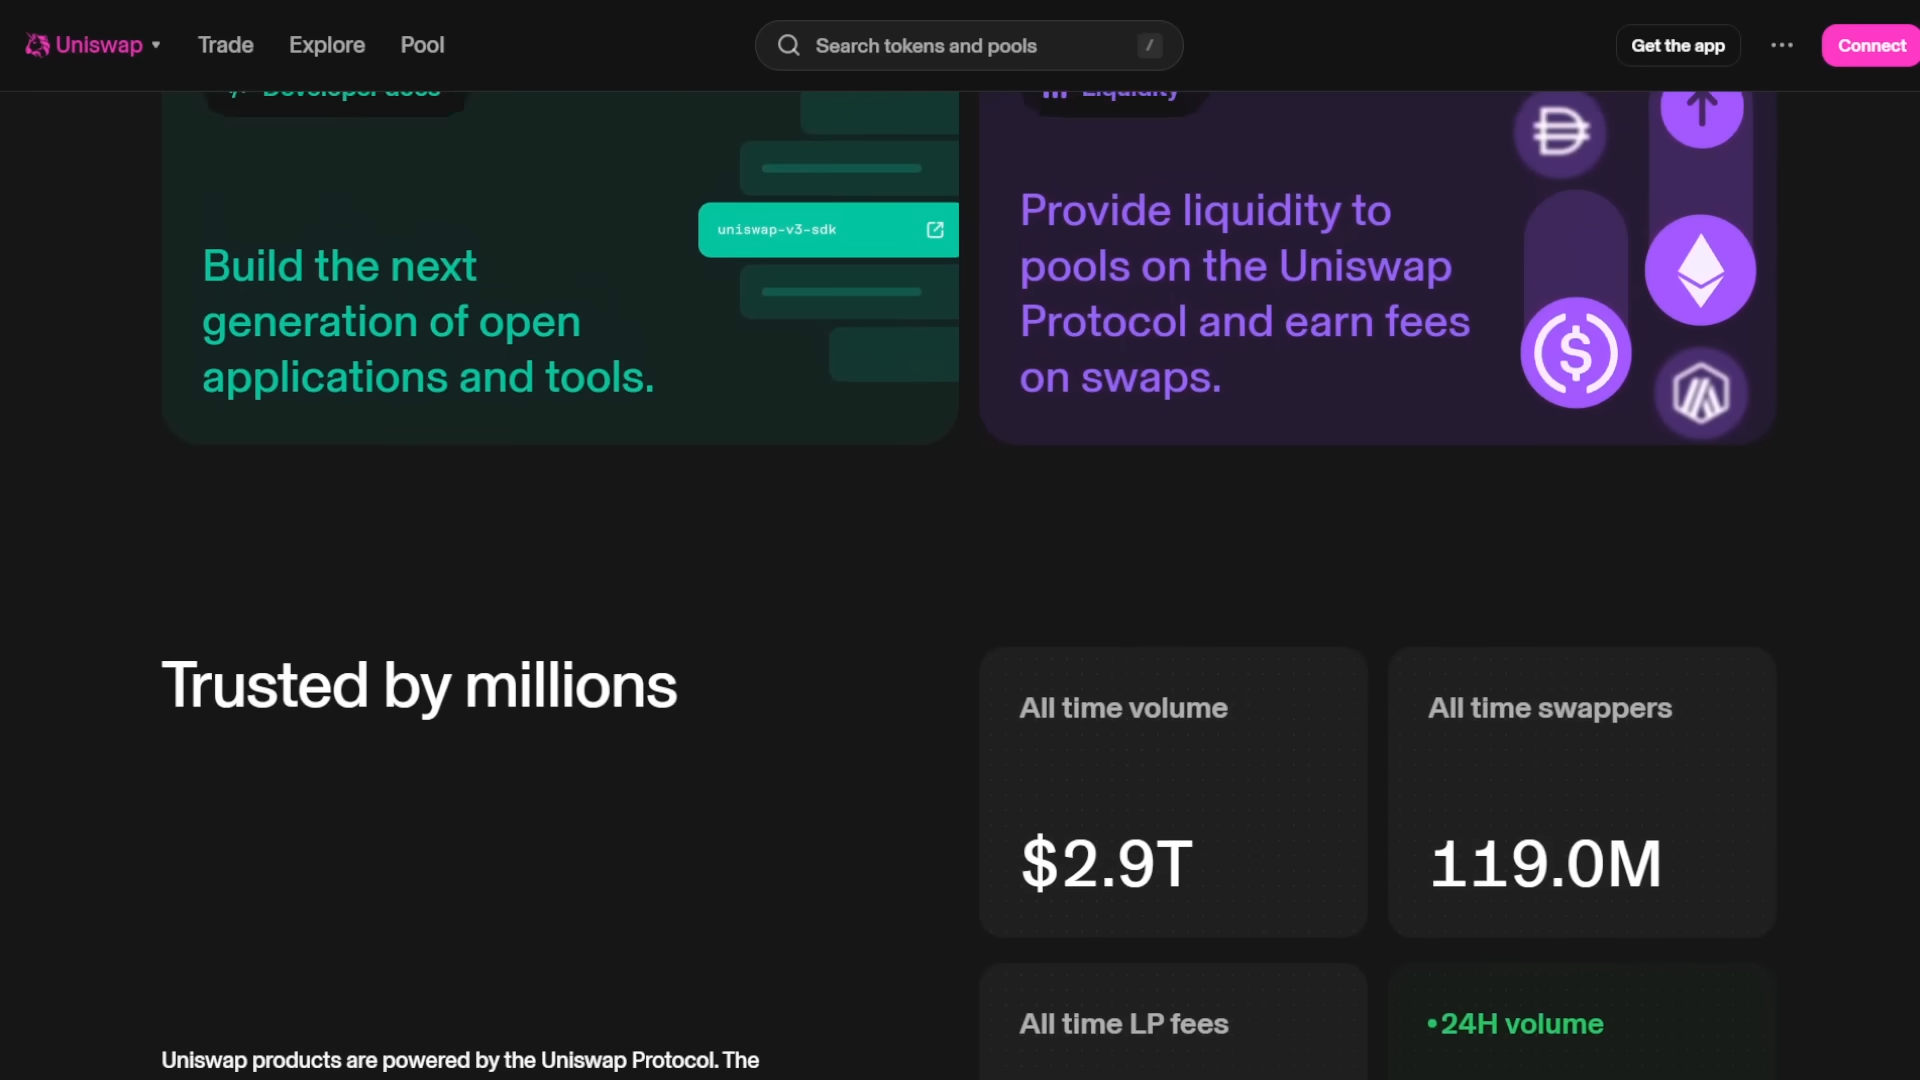 Uniswap
Trade
Explore
Pool
Search tokens and pools
/
Get the app
Connect
Developer docs
Build the next
generation of open
applications and tools.
uniswap-v3-sdk
Liquidity
Provide liquidity to
pools on the Uniswap
Protocol and earn fees
on swaps.
Trusted by millions
All time volume
$2.9T
All time swappers
119.0M
All time LP fees
24H volume
Uniswap products are powered by the Uniswap Protocol. The